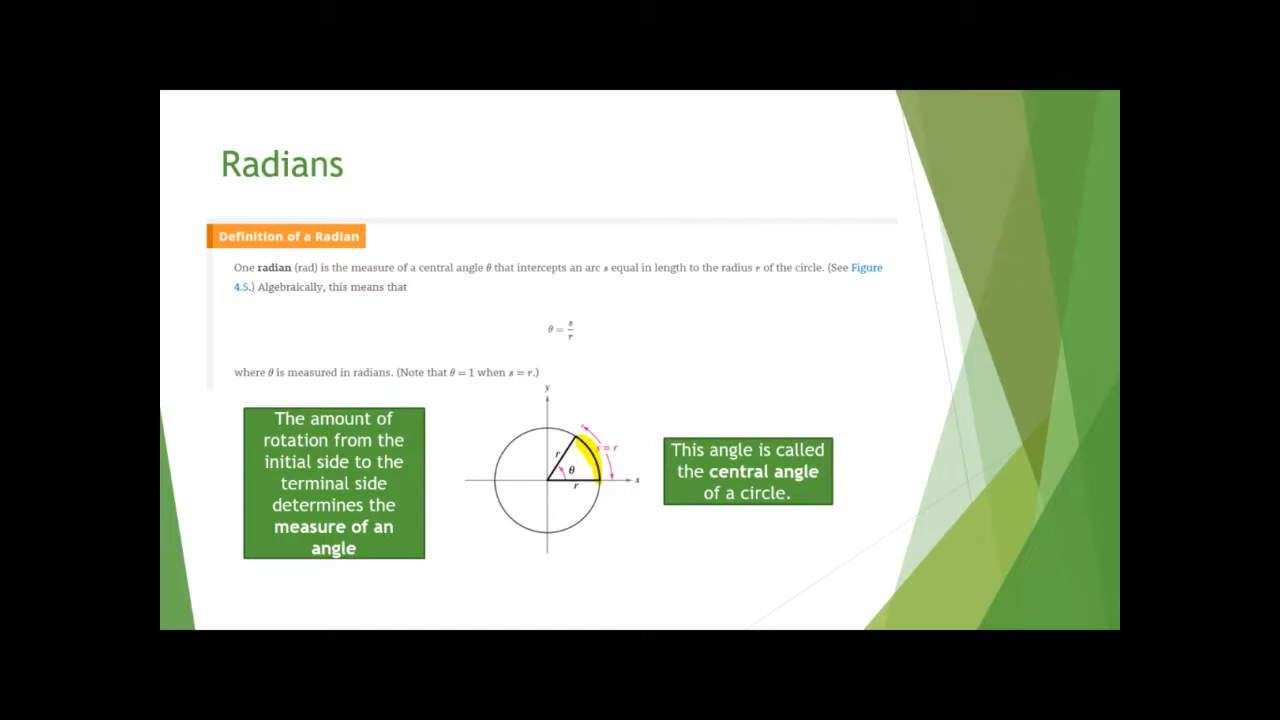 Radians
Definition of a Radian
One radian (rad) is the measure of a central angle θ that intercepts an arc s equal in length to the radius r of the circle. (See Figure
4.5.) Algebraically, this means that
θ = s/r
where θ is measured in radians. (Note that θ = 1 when s = r.)
The amount of
rotation from the
initial side to the
terminal side
determines the
measure of an
angle
y
s = r
r
θ
r
x
This angle is called
the central angle
of a circle.